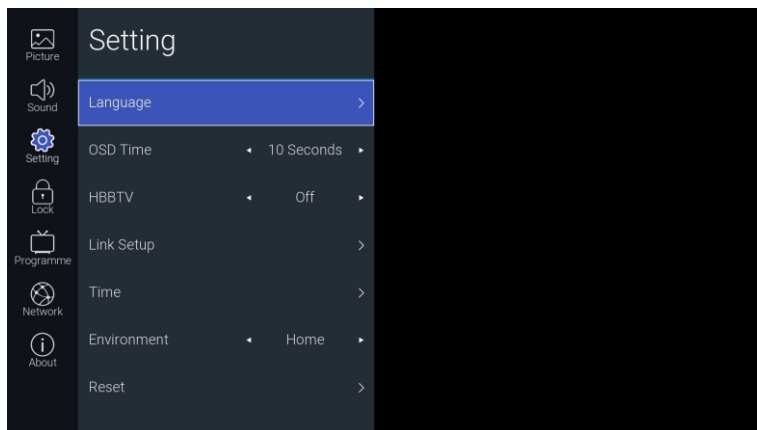 Setting
Picture
Sound
Setting
Lock
Programme
Network
About
Language
OSD Time 10 Seconds
HBBTV Off
Link Setup
Time
Environment Home
Reset